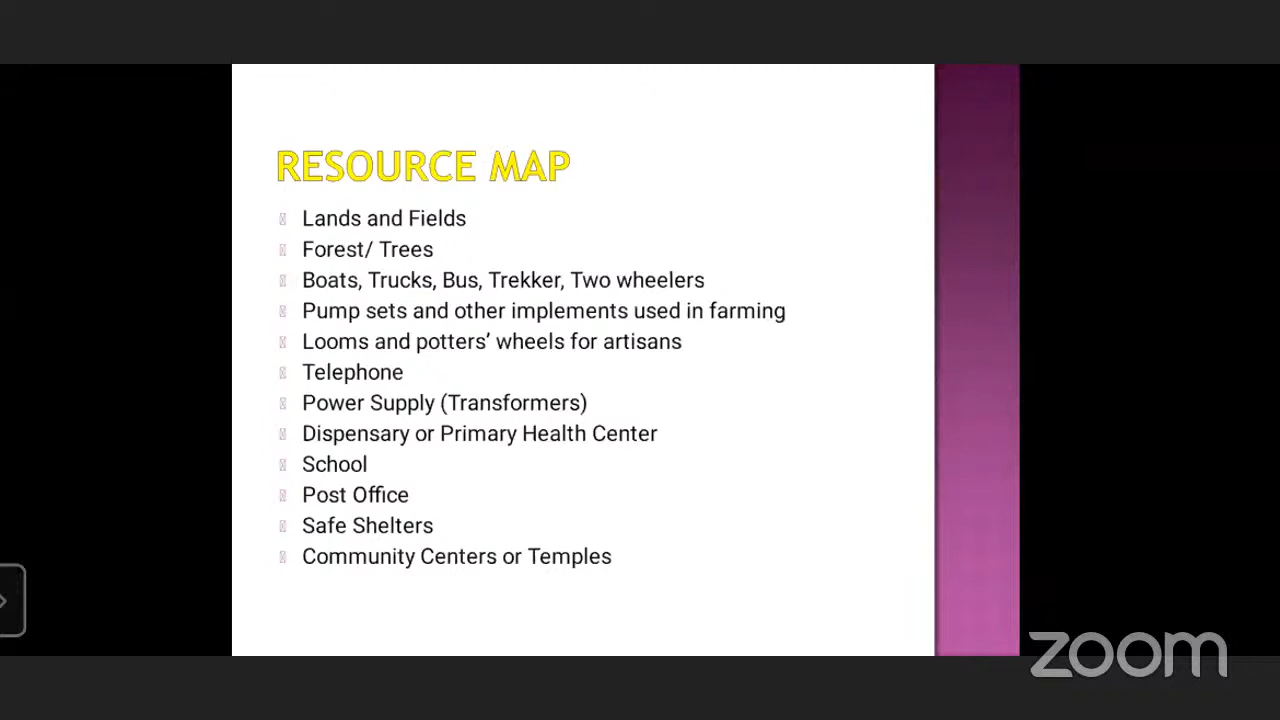 RESOURCE MAP
Lands and Fields
Forest/ Trees
Boats, Trucks, Bus, Trekker, Two wheelers
Pump sets and other implements used in farming
Looms and potters’ wheels for artisans
Telephone
Power Supply (Transformers)
Dispensary or Primary Health Center
School
Post Office
Safe Shelters
Community Centers or Temples
zoom